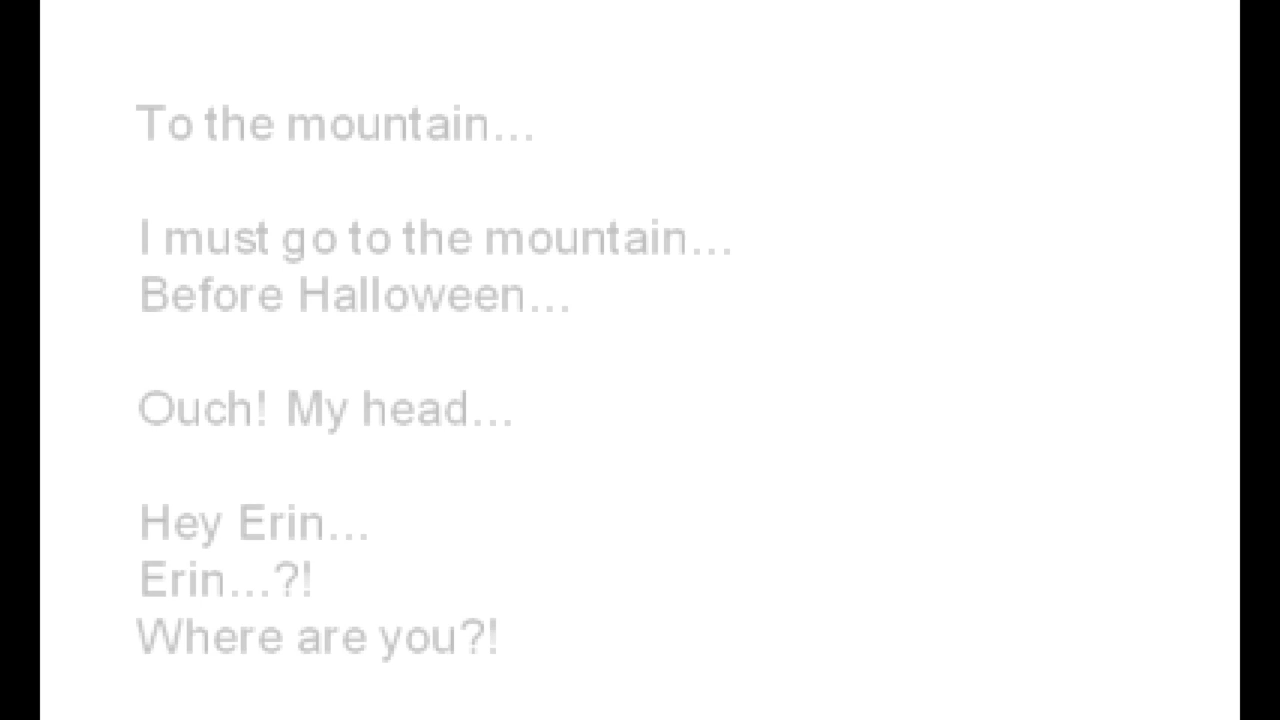 To the mountain...
I must go to the mountain...
Before Halloween...
Ouch! My head...
Hey Erin...
Erin...?!
Where are you?!